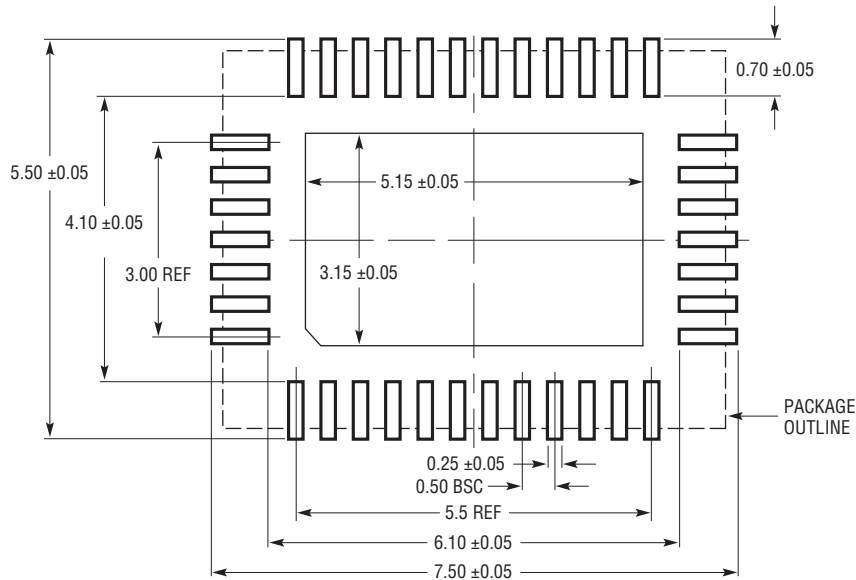 0.70 ±0.05
5.50 ±0.05
5.15 ±0.05
4.10 ±0.05
3.00 REF
3.15 ±0.05
PACKAGE
OUTLINE
0.25 ±0.05
0.50 BSC
5.5 REF
6.10 ±0.05
7.50 ±0.05